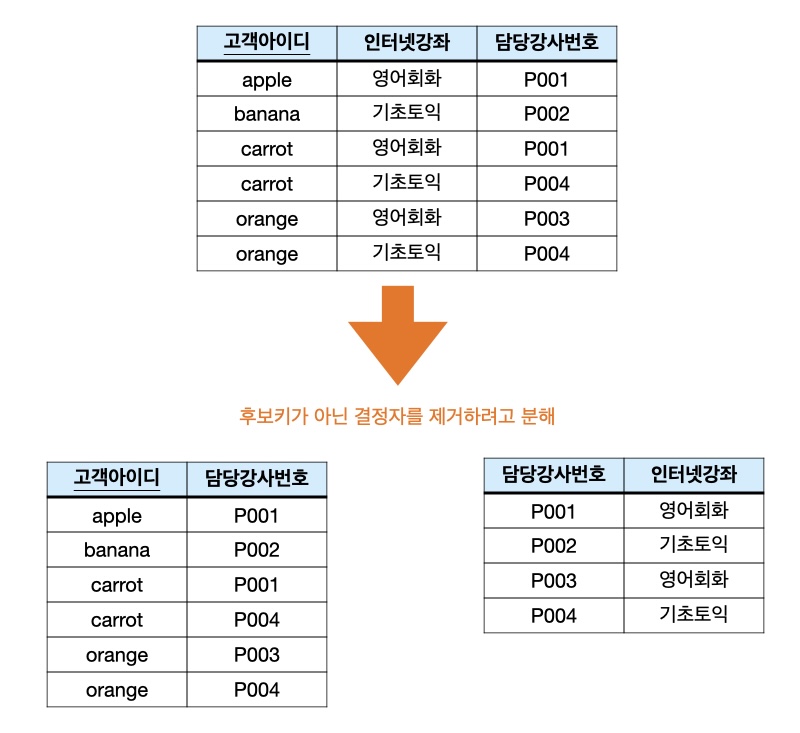 고객아이디 인터넷강좌 담당강사번호
apple 영어회화 P001
banana 기초토익 P002
carrot 영어회화 P001
carrot 기초토익 P004
orange 영어회화 P003
orange 기초토익 P004
후보키가 아닌 결정자를 제거하려고 분해
고객아이디 담당강사번호
apple P001
banana P002
carrot P001
carrot P004
orange P003
orange P004
담당강사번호 인터넷강좌
P001 영어회화
P002 기초토익
P003 영어회화
P004 기초토익